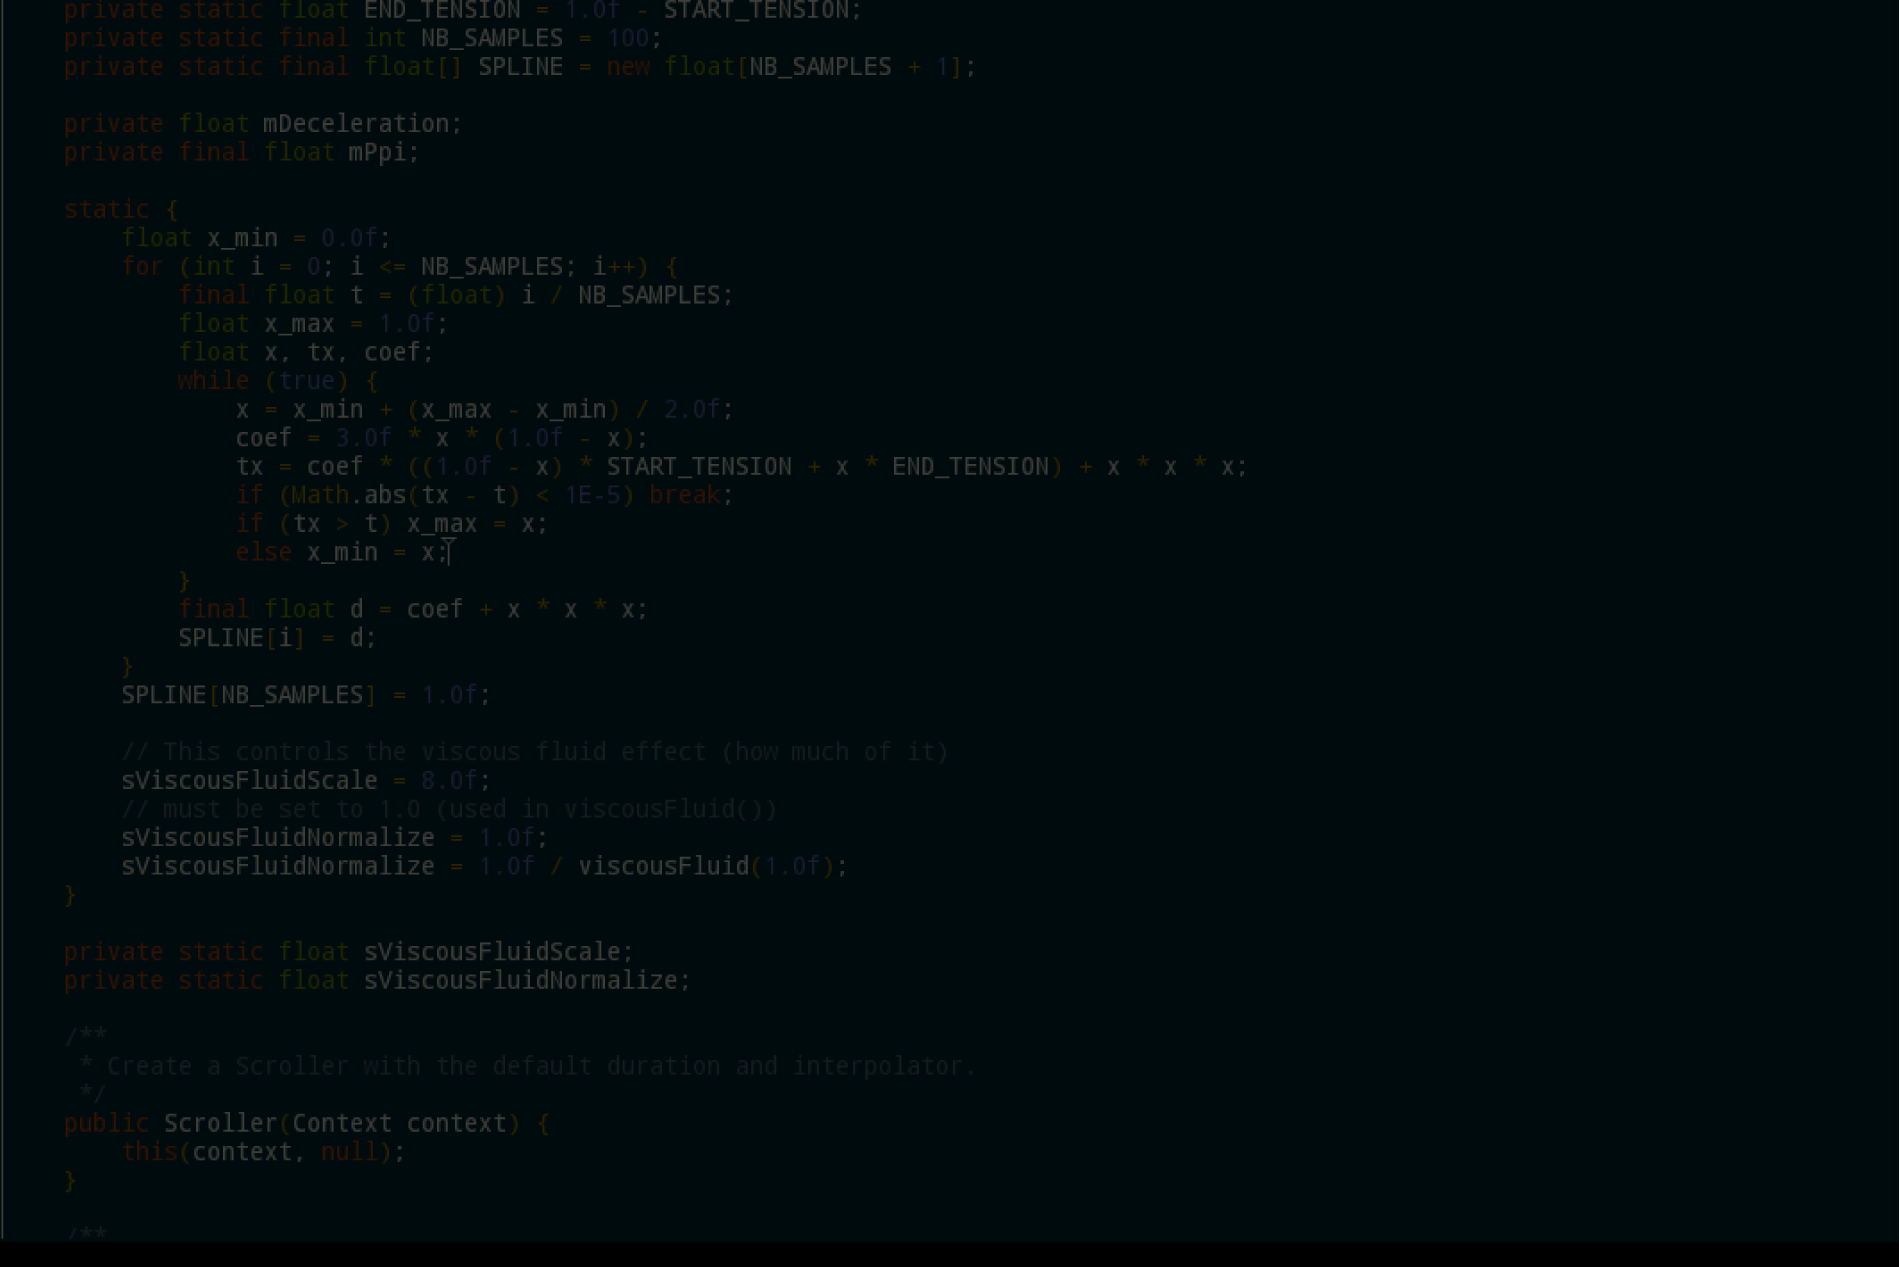 private static float END_TENSION = 1.0f - START_TENSION;
private static final int NB_SAMPLES = 100;
private static final float[] SPLINE = new float[NB_SAMPLES + 1];
private float mDeceleration;
private final float mPpi;
static {
float x_min = 0.0f;
for (int i = 0; i <= NB_SAMPLES; i++) {
final float t = (float) i / NB_SAMPLES;
float x_max = 1.0f;
float x, tx, coef;
while (true) {
x = x_min + (x_max - x_min) / 2.0f;
coef = 3.0f * x * (1.0f - x);
tx = coef * ((1.0f - x) * START_TENSION + x * END_TENSION) + x * x * x;
if (Math.abs(tx - t) < 1E-5) break;
if (tx > t) x_max = x;
else x_min = x;
}
final float d = coef + x * x * x;
SPLINE[i] = d;
}
SPLINE[NB_SAMPLES] = 1.0f;
// This controls the viscous fluid effect (how much of it)
sViscousFluidScale = 8.0f;
// must be set to 1.0 (used in viscousFluid())
sViscousFluidNormalize = 1.0f;
sViscousFluidNormalize = 1.0f / viscousFluid(1.0f);
}
private static float sViscousFluidScale;
private static float sViscousFluidNormalize;
/**
* Create a Scroller with the default duration and interpolator.
*/
public Scroller(Context context) {
this(context, null);
}
/**